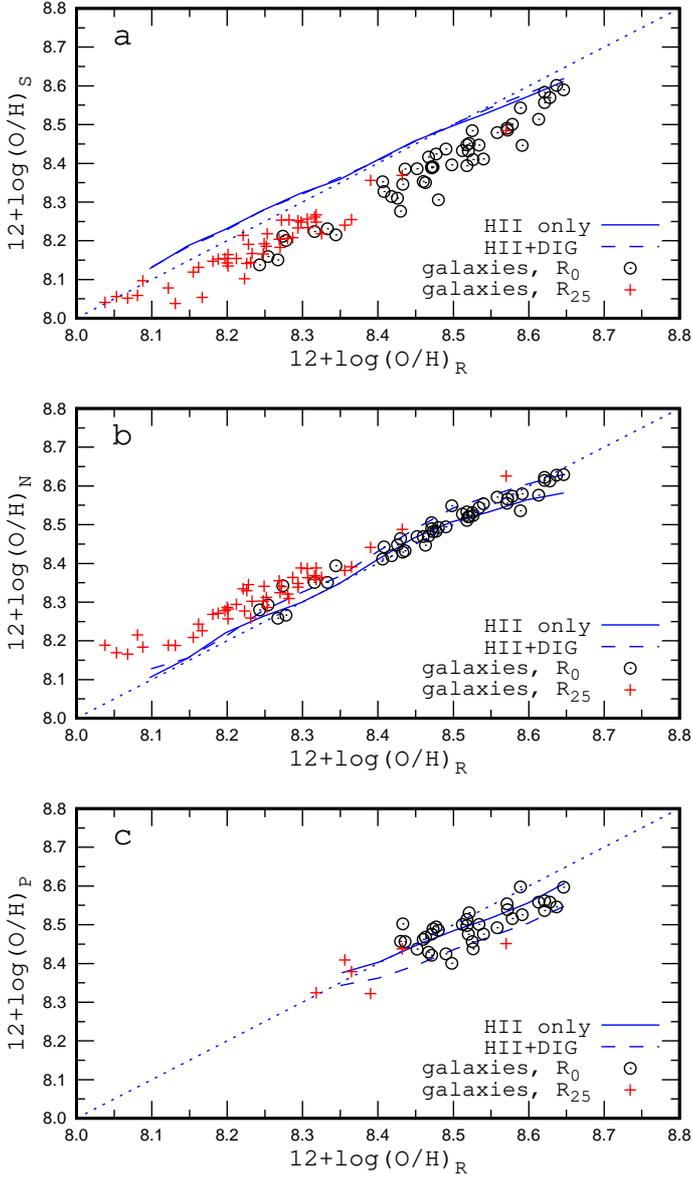 8.8
8.7
8.6
8.5
8.4
8.3
8.2
8.1
8.0
12+log(O/H)S
a
HII only
HII+DIG
galaxies, R0
galaxies, R25
8.0 8.1 8.2 8.3 8.4 8.5 8.6 8.7 8.8
12+log(O/H)R
8.8
8.7
8.6
8.5
8.4
8.3
8.2
8.1
8.0
12+log(O/H)N
b
HII only
HII+DIG
galaxies, R0
galaxies, R25
8.0 8.1 8.2 8.3 8.4 8.5 8.6 8.7 8.8
12+log(O/H)R
8.8
8.7
8.6
8.5
8.4
8.3
8.2
8.1
8.0
12+log(O/H)P
c
HII only
HII+DIG
galaxies, R0
galaxies, R25
8.0 8.1 8.2 8.3 8.4 8.5 8.6 8.7 8.8
12+log(O/H)R